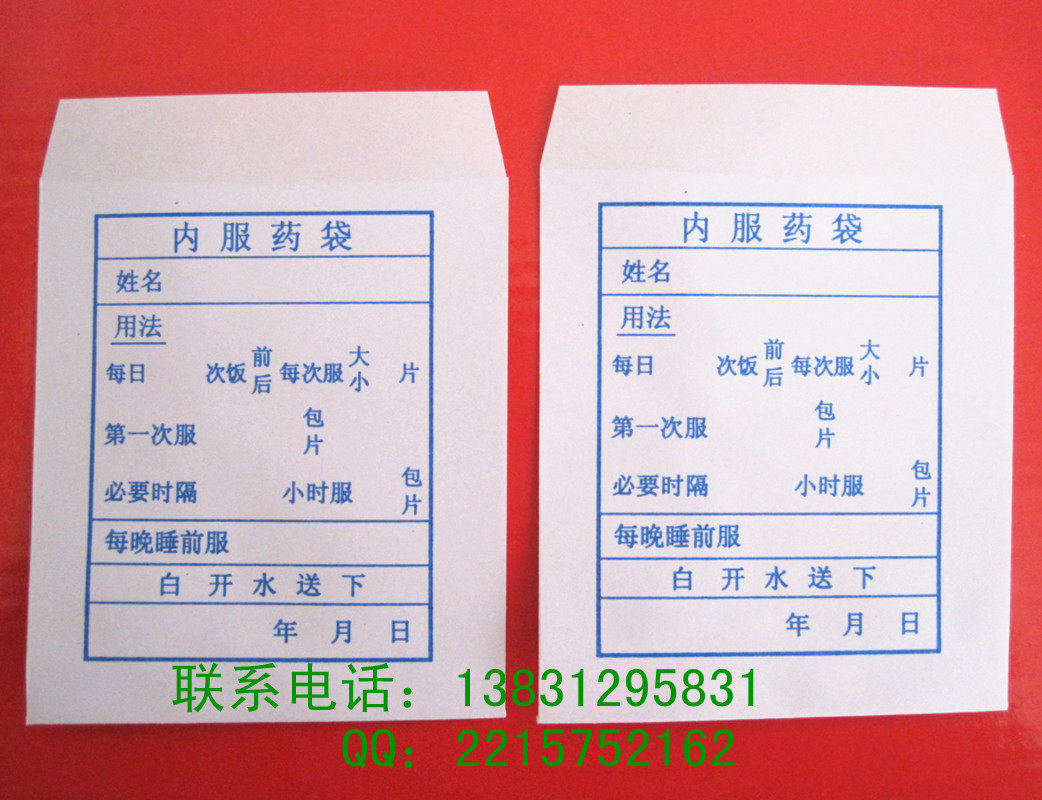 内服药袋
姓名
用法
每日 次饭前后 每次服大小 片
第一次服 包片
必要时隔 小时服 包片
每晚睡前服
白开水送下
年 月 日
内服药袋
姓名
用法
每日 次饭前后 每次服大小 片
第一次服 包片
必要时隔 小时服 包片
每晚睡前服
白开水送下
年 月 日
联系电话：13831295831
QQ：2215752162